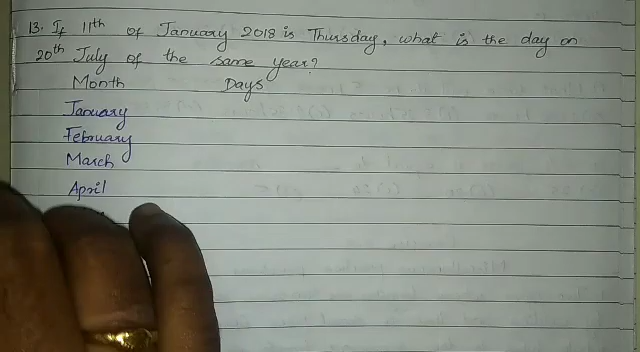 13. If 11th of January 2018 is Thursday, what is the day on
20th July of the same year?
Month Days
January
February
March
April